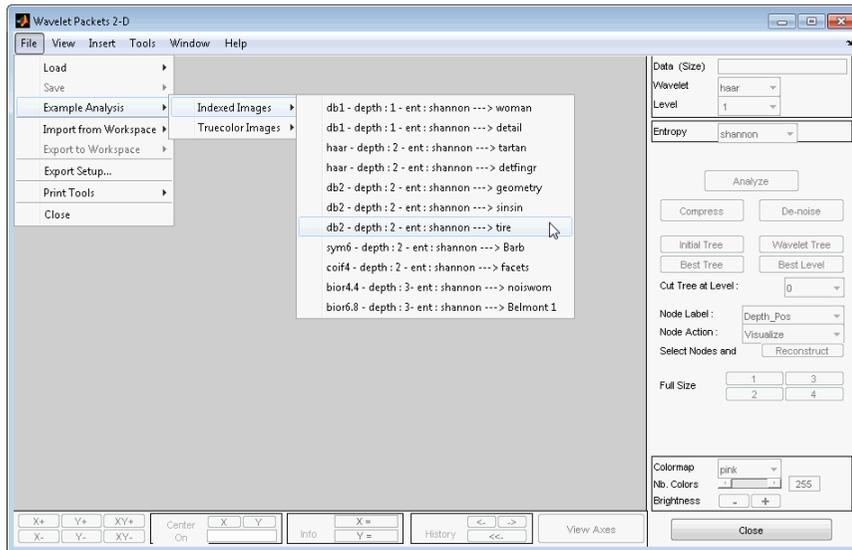 Wavelet Packets 2-D
File View Insert Tools Window Help
Load
Save
Example Analysis
Import from Workspace
Export to Workspace
Export Setup...
Print Tools
Close
Indexed Images
Truecolor Images
db1 - depth : 1 - ent : shannon ---> woman
db1 - depth : 1 - ent : shannon ---> detail
haar - depth : 2 - ent : shannon ---> tartan
haar - depth : 2 - ent : shannon ---> detfingr
db2 - depth : 2 - ent : shannon ---> geometry
db2 - depth : 2 - ent : shannon ---> sinsin
db2 - depth : 2 - ent : shannon ---> tire
sym6 - depth : 2 - ent : shannon ---> Barb
coif4 - depth : 2 - ent : shannon ---> facets
bior4.4 - depth : 3- ent : shannon ---> noiswom
bior6.8 - depth : 3- ent : shannon ---> Belmont 1
Data (Size)
Wavelet haar
Level 1
Entropy shannon
Analyze
Compress De-noise
Initial Tree Wavelet Tree
Best Tree Best Level
Cut Tree at Level : 0
Node Label : Depth_Pos
Node Action : Visualize
Select Nodes and Reconstruct
Full Size 1 3
2 4
Colormap pink
Nb. Colors 255
Brightness - +
X+ Y+ XY+ Center X Y X = <- -> View Axes Close
X- Y- XY- On Info Y = History <<-